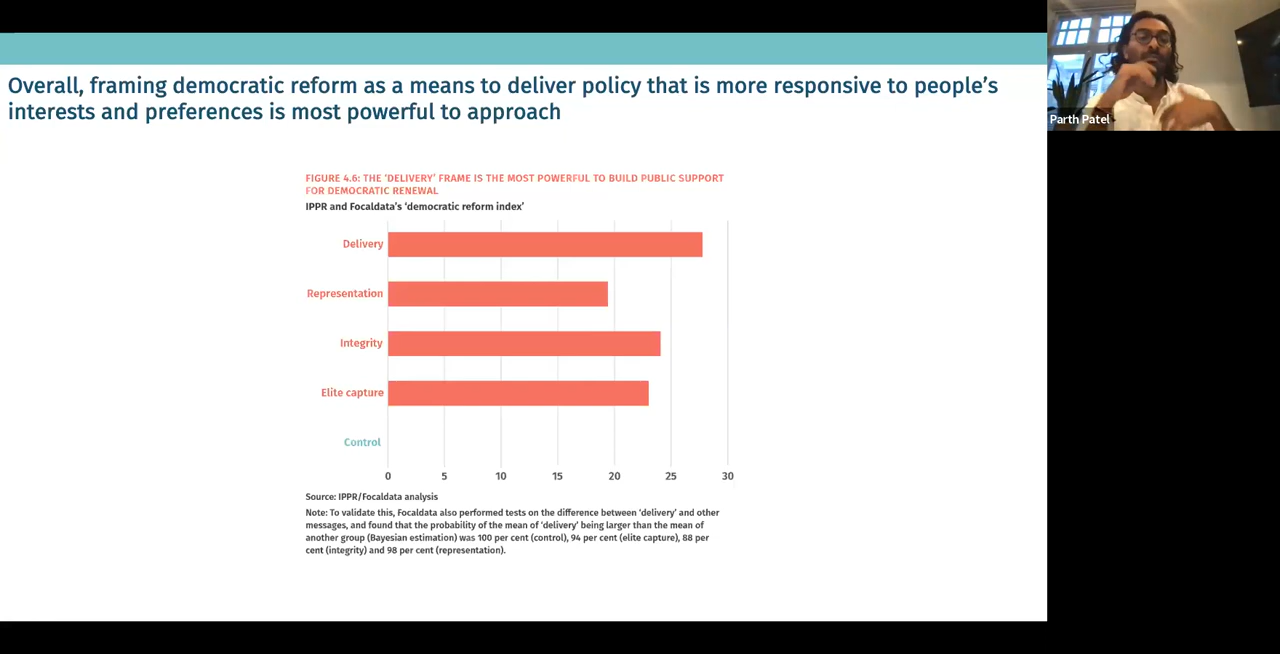 Overall, framing democratic reform as a means to deliver policy that is more responsive to people’s
interests and preferences is most powerful to approach
Parth Patel
FIGURE 4.6: THE ‘DELIVERY’ FRAME IS THE MOST POWERFUL TO BUILD PUBLIC SUPPORT
FOR DEMOCRATIC RENEWAL
IPPR and Focaldata’s ‘democratic reform index’
Delivery
Representation
Integrity
Elite capture
Control
0 5 10 15 20 25 30
Source: IPPR/Focaldata analysis
Note: To validate this, Focaldata also performed tests on the difference between ‘delivery’ and other
messages, and found that the probability of the mean of ‘delivery’ being larger than the mean of
another group (Bayesian estimation) was 100 per cent (control), 94 per cent (elite capture), 88 per
cent (integrity) and 98 per cent (representation).